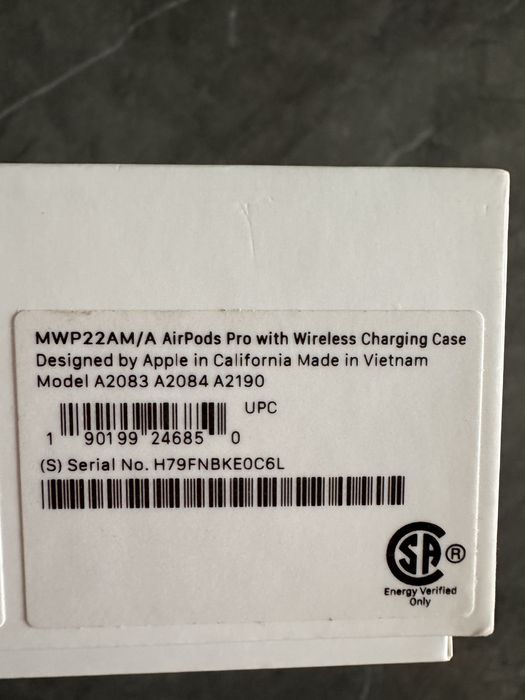 MWP22AM/A AirPods Pro with Wireless Charging Case
Designed by Apple in California Made in Vietnam
Model A2083 A2084 A2190
UPC
1 90199 24685 0
(S) Serial No. H79FNBKE0C6L
SA ®
Energy Verified
Only